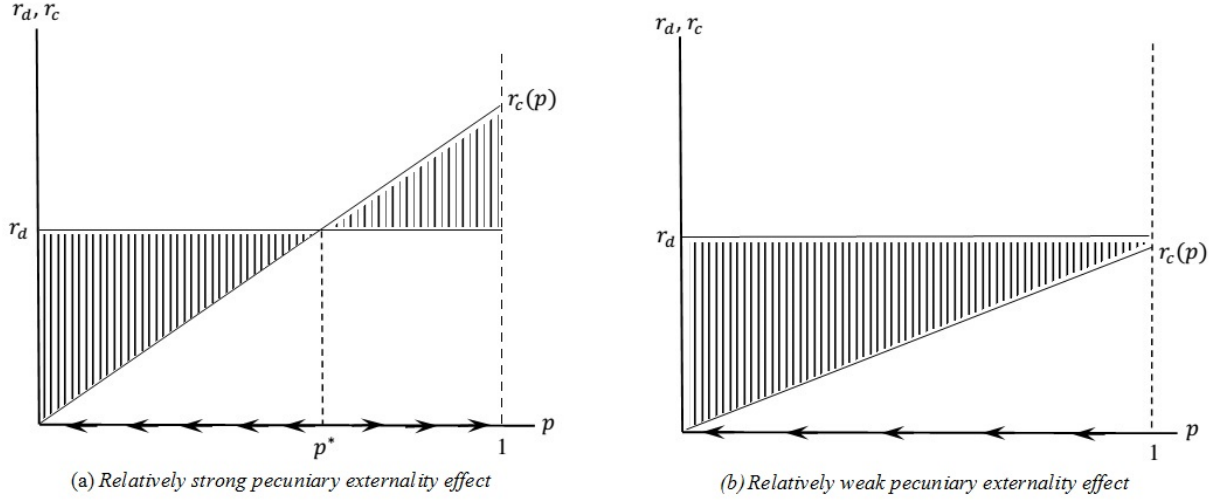 r_d, r_c
r_c(p)
r_d
p
p*
1
(a) Relatively strong pecuniary externality effect
r_d, r_c
r_d
r_c(p)
p
1
(b) Relatively weak pecuniary externality effect